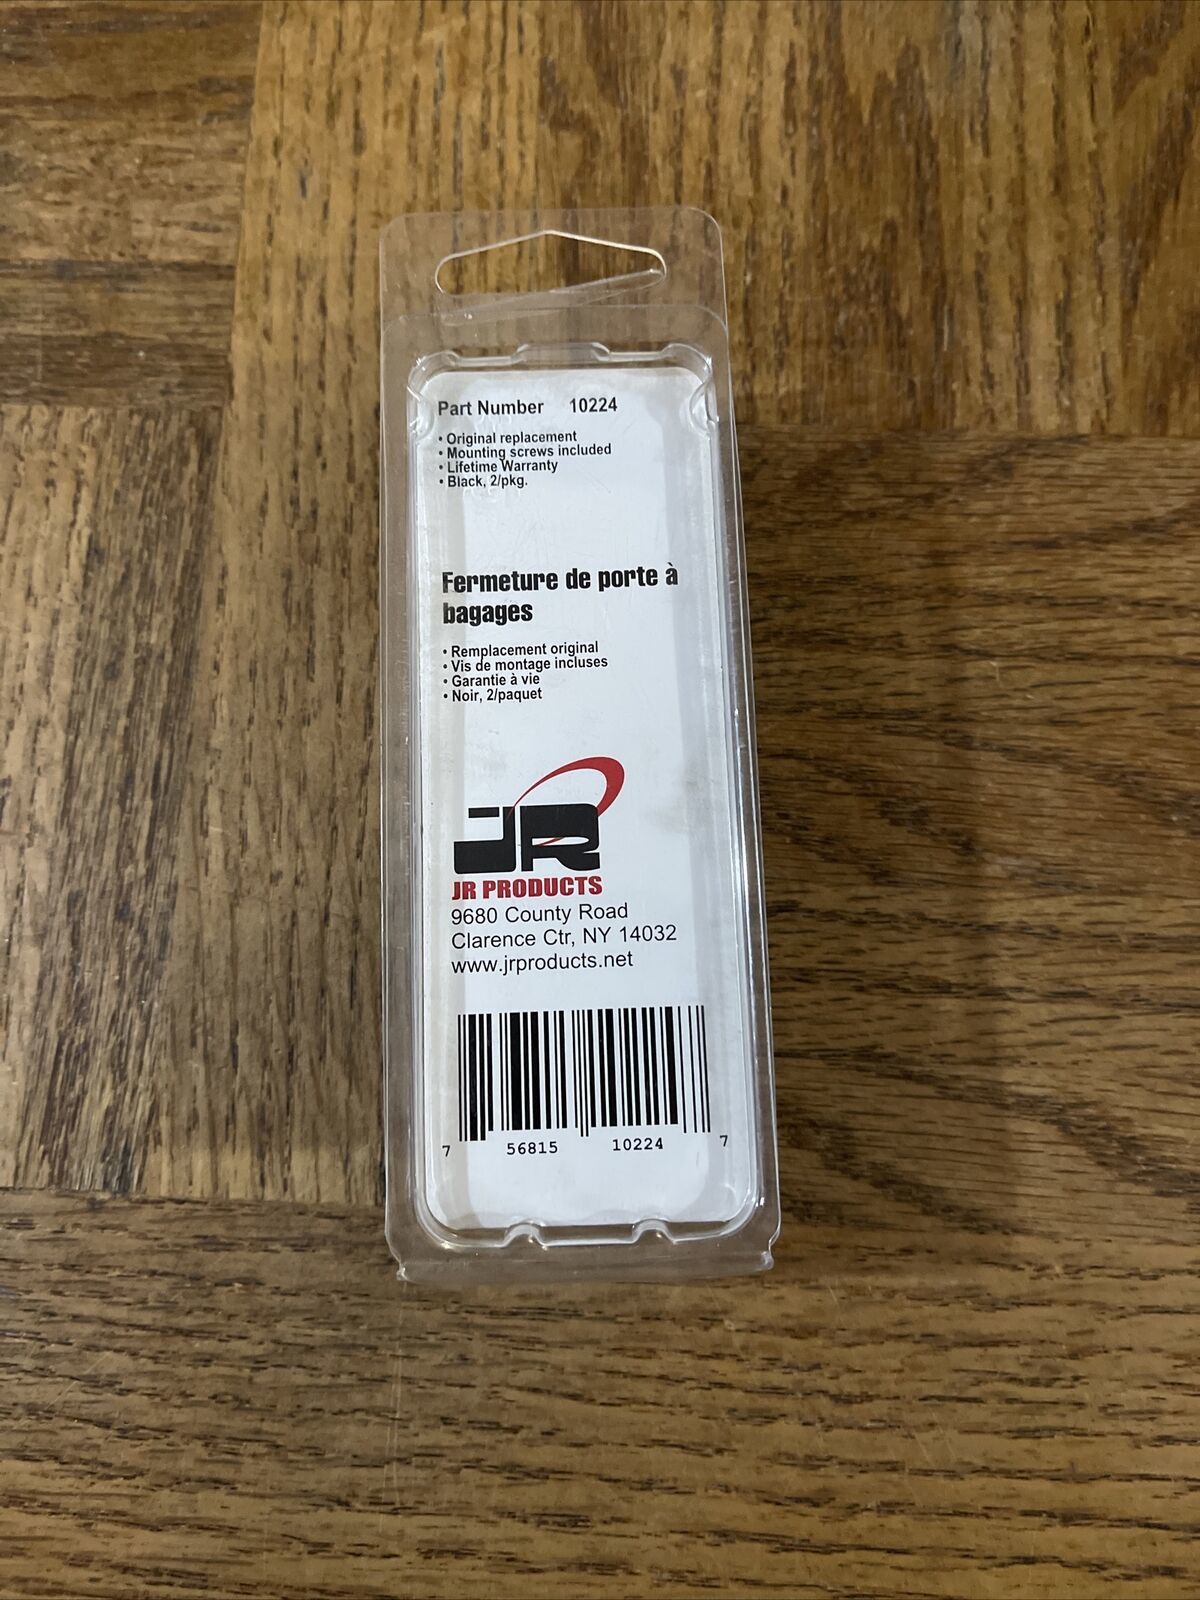 Part Number 10224
• Original replacement
• Mounting screws included
• Lifetime Warranty
• Black, 2/pkg.
Fermeture de porte à
bagages
• Remplacement original
• Vis de montage incluses
• Garantie à vie
• Noir, 2/paquet
JR
JR PRODUCTS
9680 County Road
Clarence Ctr, NY 14032
www.jrproducts.net
7 56815 10224 7